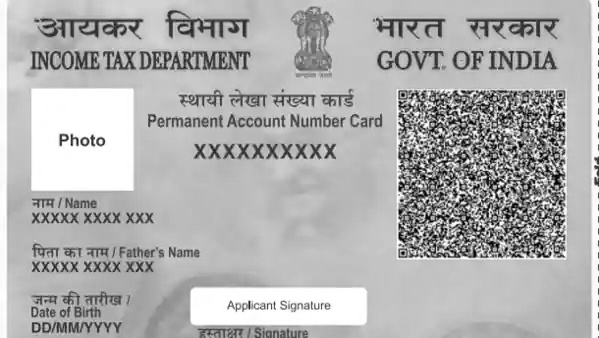 आयकर विभाग
INCOME TAX DEPARTMENT
भारत सरकार
GOVT. OF INDIA
स्थायी लेखा संख्या कार्ड
Permanent Account Number Card
XXXXXXXXXX
Photo
नाम / Name
XXXXX XXXX XXX
पिता का नाम / Father's Name
XXXXX XXXX XXX
जन्म की तारीख /
Date of Birth
DD/MM/YYYY
Applicant Signature
हस्ताक्षर / Signature